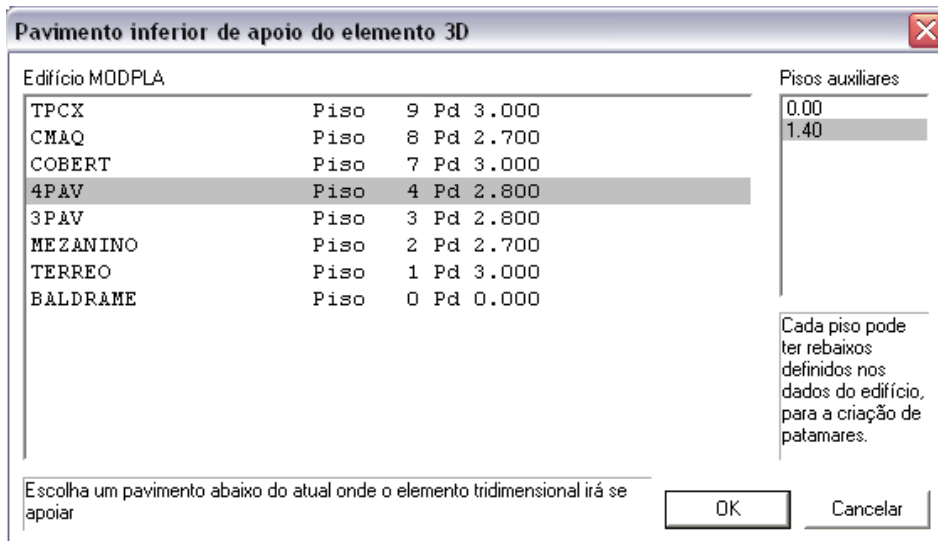 Pavimento inferior de apoio do elemento 3D
Edifício MODPLA
TPCX Piso 9 Pd 3.000
CMAQ Piso 8 Pd 2.700
COBERT Piso 7 Pd 3.000
4PAV Piso 4 Pd 2.800
3PAV Piso 3 Pd 2.800
MEZANINO Piso 2 Pd 2.700
TERREO Piso 1 Pd 3.000
BALDRAME Piso 0 Pd 0.000
Pisos auxiliares
0.00
1.40
Cada piso pode
ter rebaixos
definidos nos
dados do edifício,
para a criação de
patamares.
Escolha um pavimento abaixo do atual onde o elemento tridimensional irá se
apoiar
OK
Cancelar